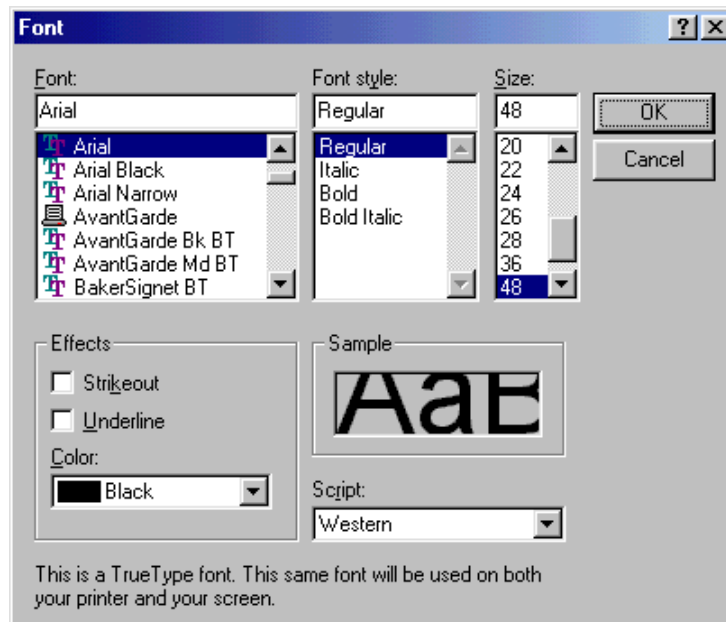 Font
Font: Font style: Size:
Arial Regular 48
Arial Regular 20
Arial Black Italic 22
Arial Narrow Bold 24
AvantGarde Bold Italic 26
AvantGarde Bk BT 28
AvantGarde Md BT 36
BakerSignet BT 48
OK
Cancel
Effects
Strikeout
Underline
Color:
Black
Sample
AaB
Script:
Western
This is a TrueType font. This same font will be used on both
your printer and your screen.